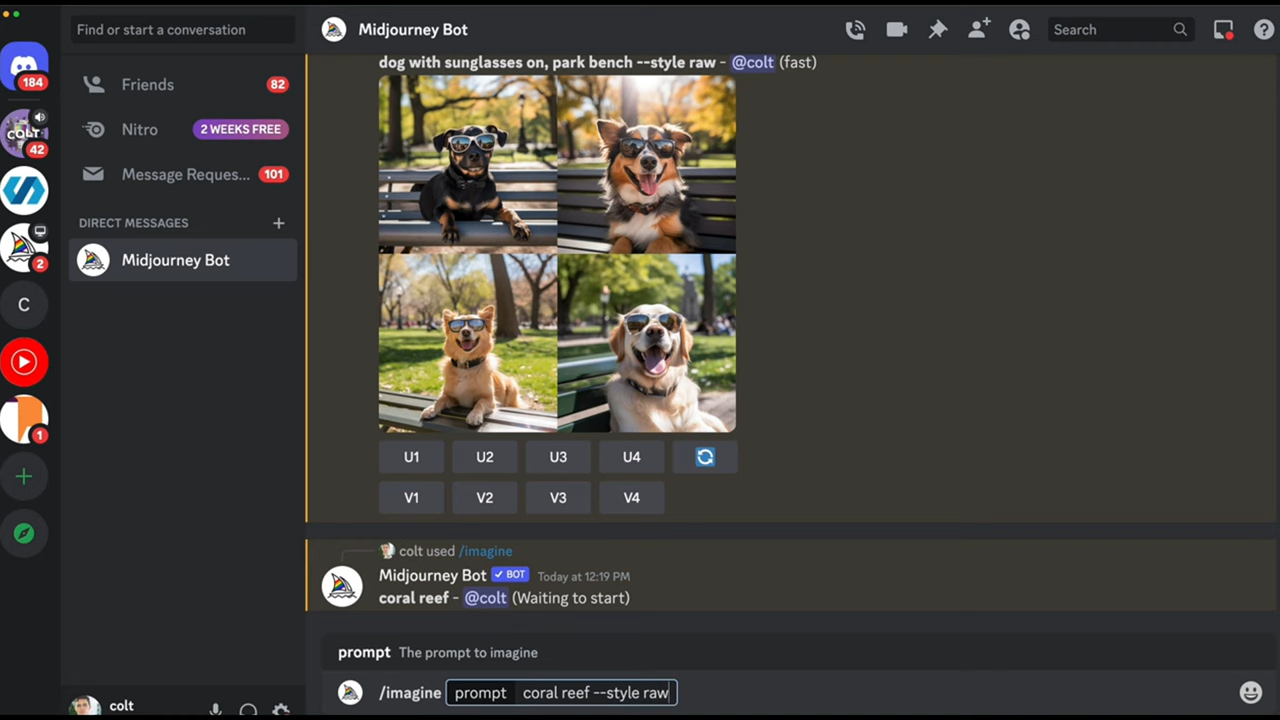 Find or start a conversation
Midjourney Bot
Search
184
COLT
42
2
C
1
Friends
82
Nitro
2 WEEKS FREE
Message Reques...
101
DIRECT MESSAGES
Midjourney Bot
dog with sunglasses on, park bench --style raw - @colt (fast)
U1 U2 U3 U4
V1 V2 V3 V4
colt used /imagine
Midjourney Bot BOT Today at 12:19 PM
coral reef - @colt (Waiting to start)
prompt The prompt to imagine
/imagine prompt coral reef --style raw
colt